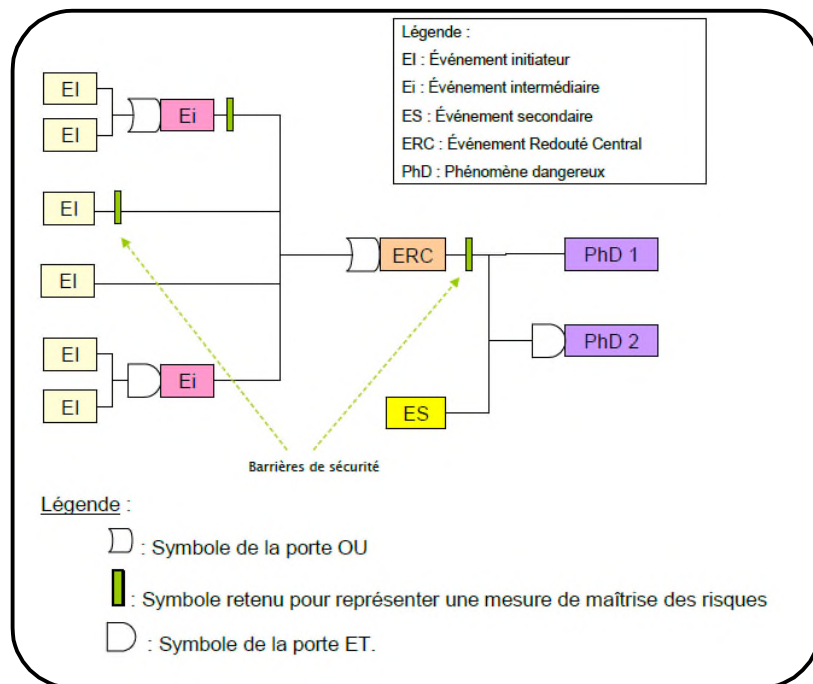 Légende :
EI : Événement initiateur
Ei : Événement intermédiaire
ES : Événement secondaire
ERC : Événement Redouté Central
PhD : Phénomène dangereux
EI
EI
Ei
EI
EI
EI
EI
Ei
ERC
PhD 1
PhD 2
ES
Barrières de sécurité
Légende :
: Symbole de la porte OU
: Symbole retenu pour représenter une mesure de maîtrise des risques
: Symbole de la porte ET.